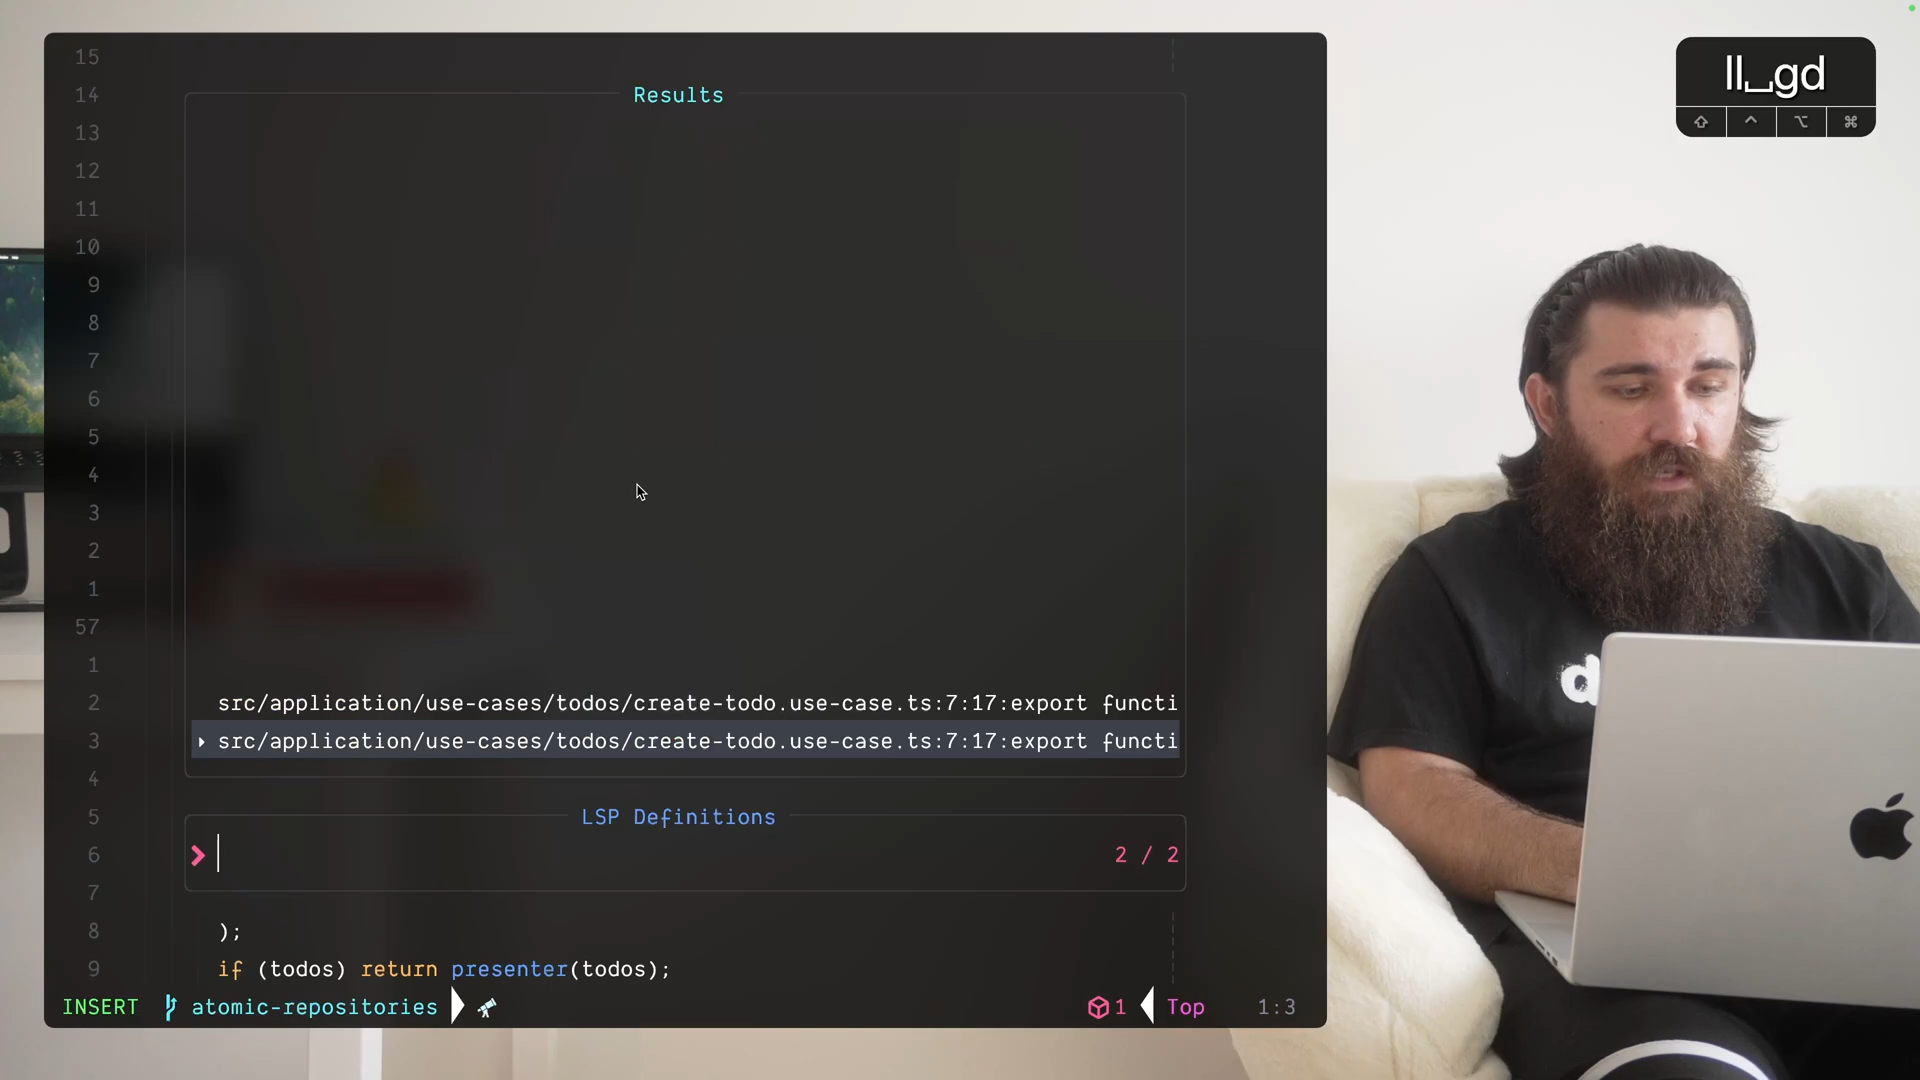 ll␣gd
15
14
Results
13
12
11
10
9
8
7
6
5
4
3
2
1
57
1
2 src/application/use-cases/todos/create-todo.use-case.ts:7:17:export functi
3 src/application/use-cases/todos/create-todo.use-case.ts:7:17:export functi
4
5 LSP Definitions
6 2 / 2
7
8 );
9 if (todos) return presenter(todos);
INSERT atomic-repositories 1 Top 1:3